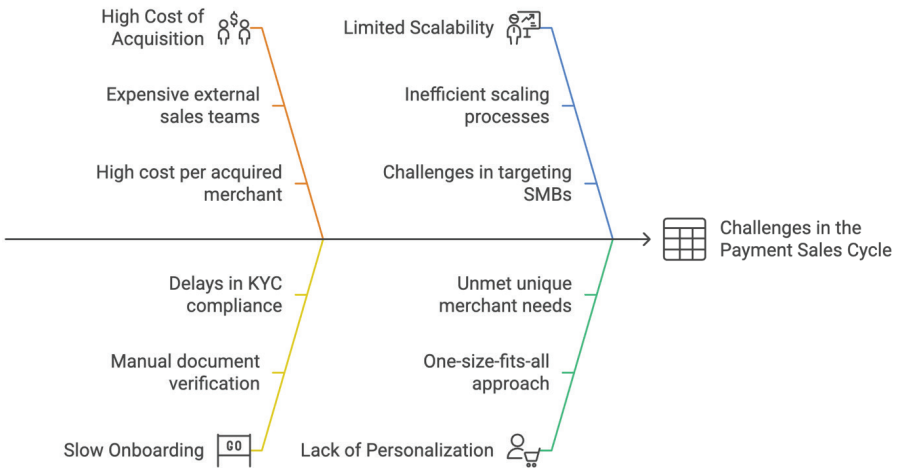 High Cost of
Acquisition
Expensive external
sales teams
High cost per acquired
merchant
Limited Scalability
Inefficient scaling
processes
Challenges in targeting
SMBs
Challenges in the
Payment Sales Cycle
Delays in KYC
compliance
Manual document
verification
Slow Onboarding
GO
Unmet unique
merchant needs
One-size-fits-all
approach
Lack of Personalization